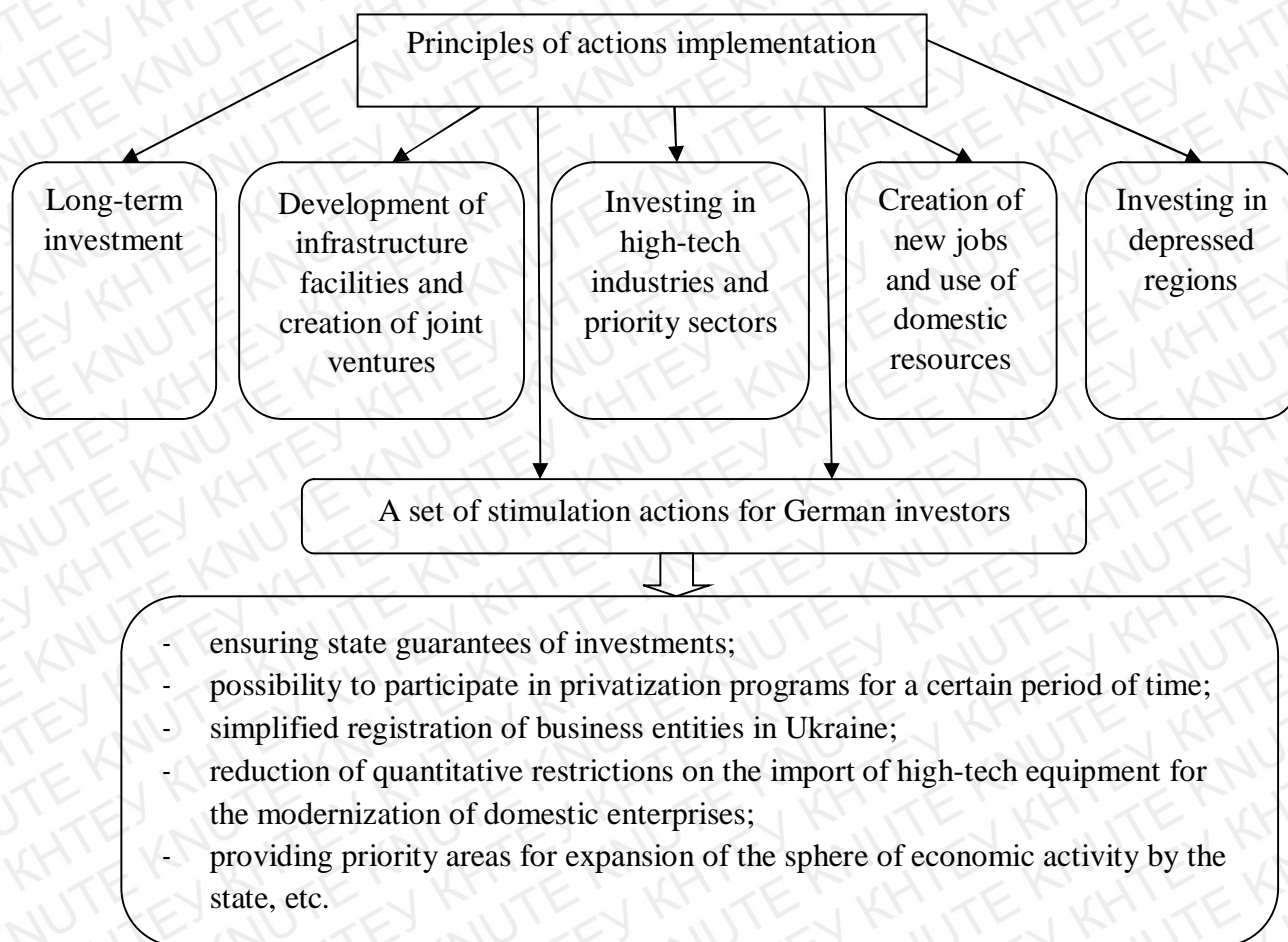 Principles of actions implementation
Long-term
investment
Development of
infrastructure
facilities and
creation of joint
ventures
Investing in
high-tech
industries and
priority sectors
Creation of
new jobs
and use of
domestic
resources
Investing in
depressed
regions
A set of stimulation actions for German investors
- ensuring state guarantees of investments;
- possibility to participate in privatization programs for a certain period of time;
- simplified registration of business entities in Ukraine;
- reduction of quantitative restrictions on the import of high-tech equipment for
the modernization of domestic enterprises;
- providing priority areas for expansion of the sphere of economic activity by the
state, etc.